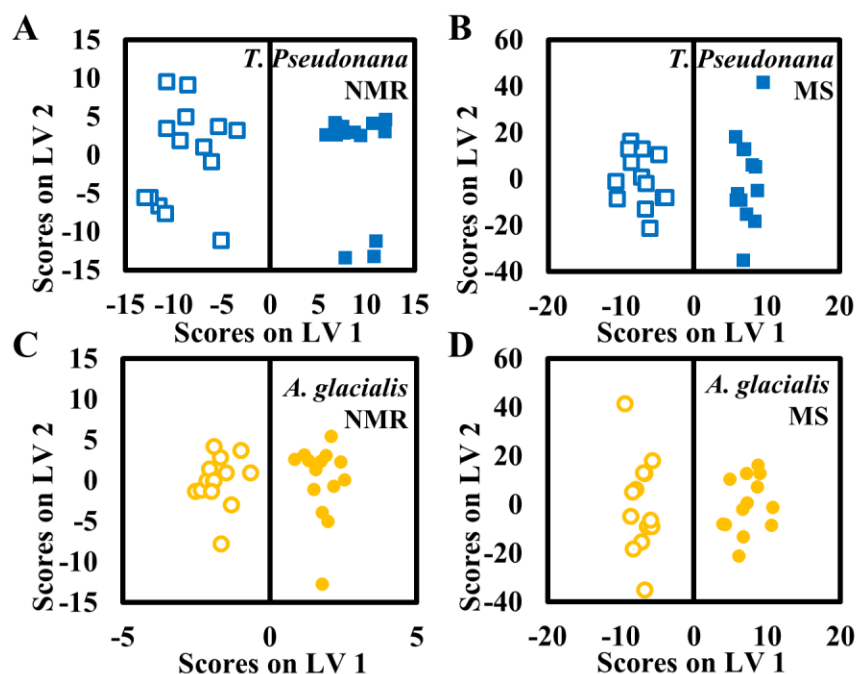 A
15
10
5
0
-5
-10
-15
Scores on LV 2
T. Pseudonana
NMR
-15 -10 -5 0 5 10 15
Scores on LV 1
B
60
40
20
0
-20
-40
Scores on LV 2
T. Pseudonana
MS
-20 -10 0 10 20
Scores on LV 1
C
15
10
5
0
-5
-10
-15
Scores on LV 2
A. glacialis
NMR
-5 0 5
Scores on LV 1
D
60
40
20
0
-20
-40
Scores on LV 2
A. glacialis
MS
-20 -10 0 10 20
Scores on LV 1